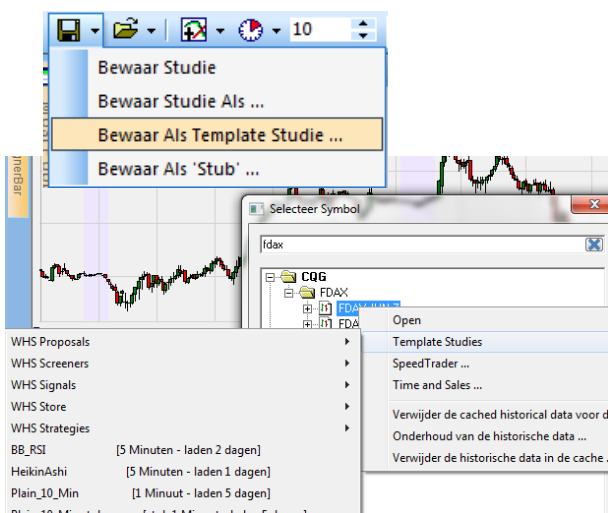 10
Bewaar Studie
Bewaar Studie Als ...
Bewaar Als Template Studie ...
Bewaar Als 'Stub' ...
Selecteer Symbol
fdax
CQG
FDAX
Open
Template Studies
SpeedTrader ...
Time and Sales ...
Verwijder de cached historical data voor d
Onderhoud van de historische data ...
Verwijder de historische data in de cache .
WHS Proposals
WHS Screeners
WHS Signals
WHS Store
WHS Strategies
BB_RSI [5 Minuten - laden 2 dagen]
HeikinAshi [5 Minuten - laden 1 dagen]
Plain_10_Min [1 Minuut - laden 5 dagen]